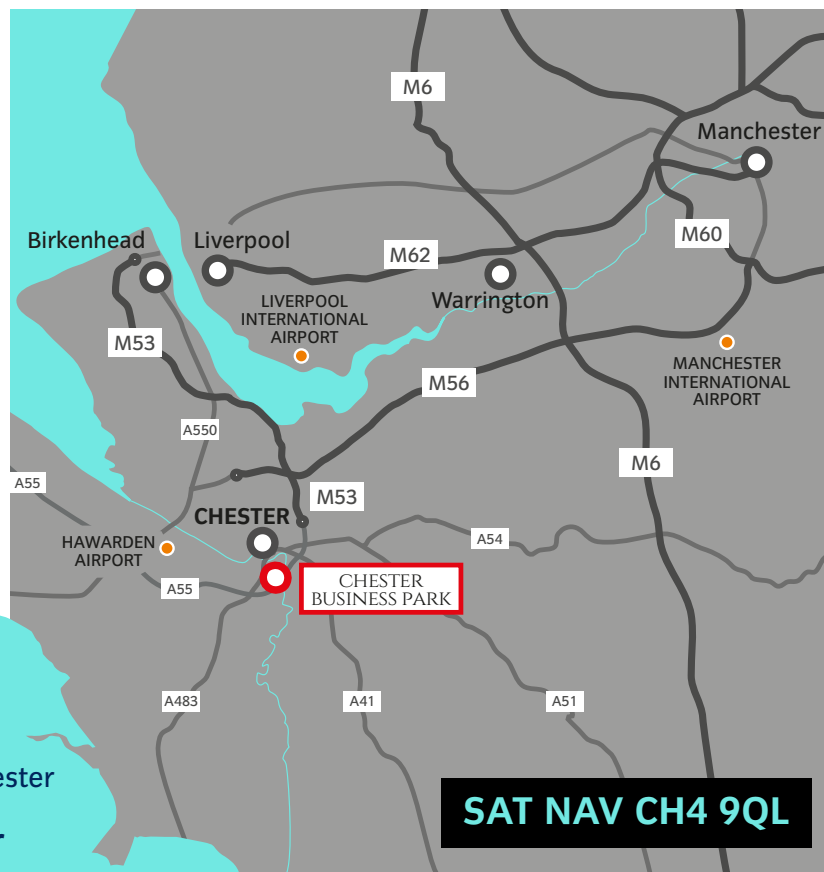 M6
Manchester
Birkenhead
Liverpool
M62
M60
LIVERPOOL
INTERNATIONAL
AIRPORT
Warrington
M53
MANCHESTER
INTERNATIONAL
AIRPORT
M56
A550
M6
A55
M53
CHESTER
A54
HAWARDEN
AIRPORT
A55
CHESTER
BUSINESS PARK
A483
A41
A51
SAT NAV CH4 9QL